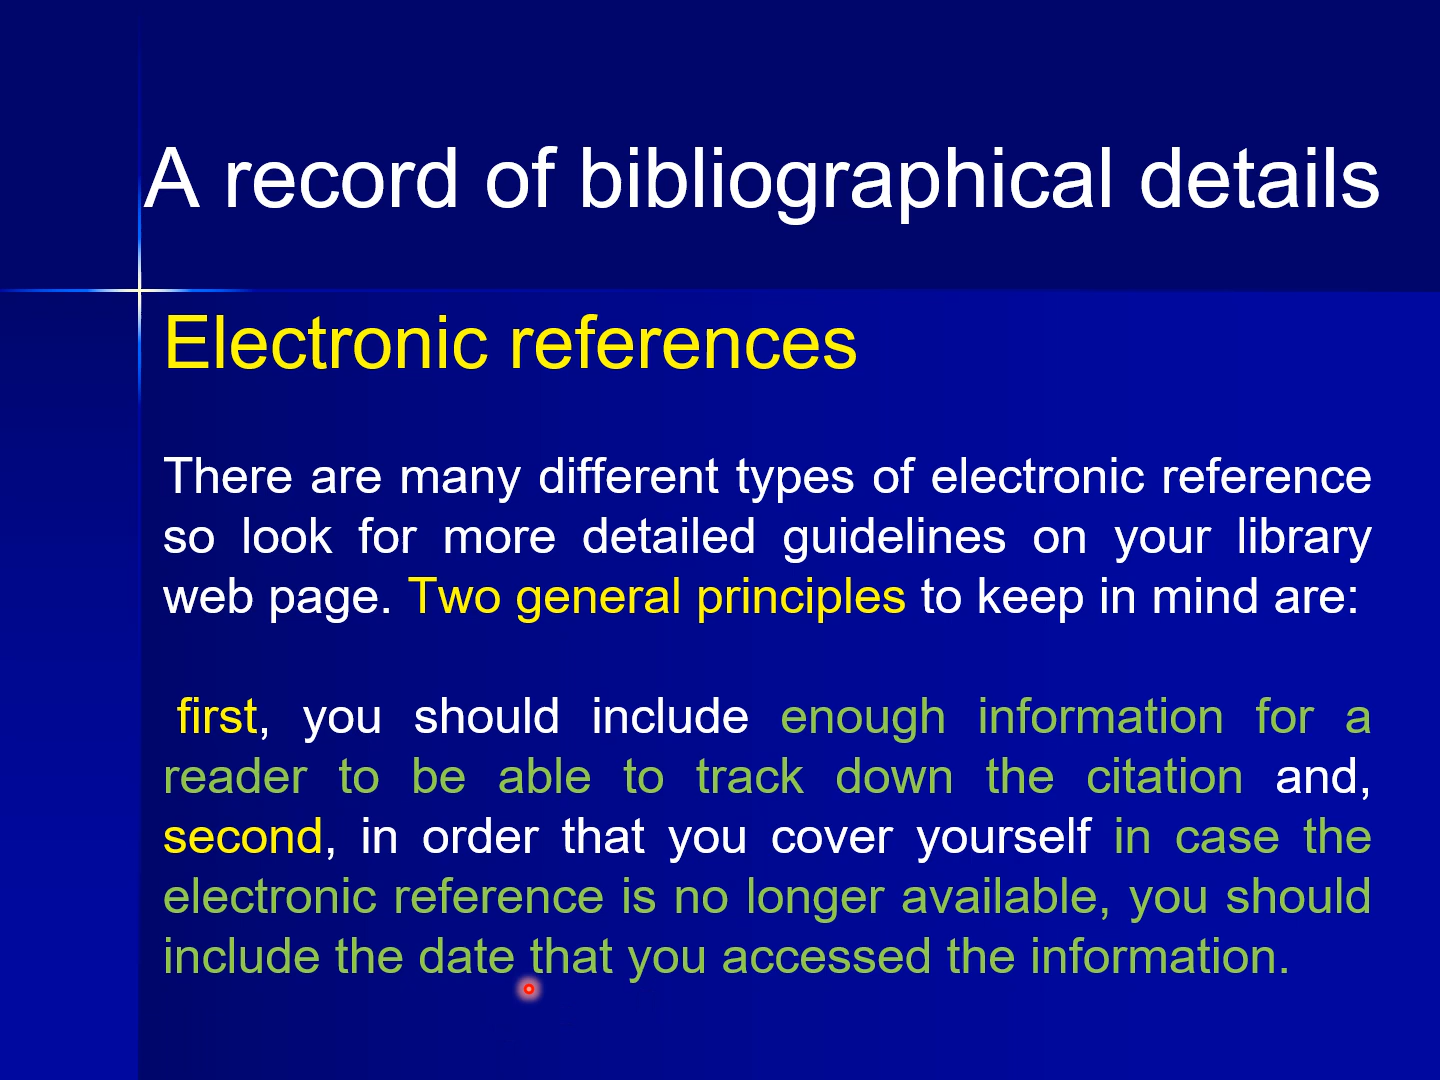 A record of bibliographical details
Electronic references
There are many different types of electronic reference
so look for more detailed guidelines on your library
web page. Two general principles to keep in mind are:
first, you should include enough information for a
reader to be able to track down the citation and,
second, in order that you cover yourself in case the
electronic reference is no longer available, you should
include the date that you accessed the information.